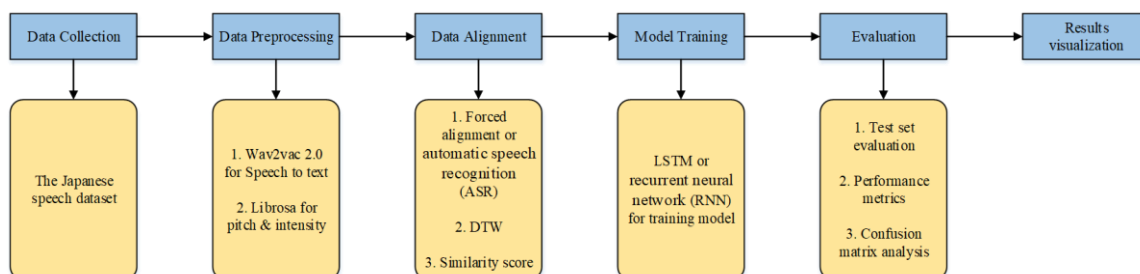 Data Collection
Data Preprocessing
Data Alignment
Model Training
Evaluation
Results
visualization
The Japanese
speech dataset
1. Wav2vac 2.0
for Speech to text
2. Librosa for
pitch & intensity
1. Forced
alignment or
automatic speech
recognition
(ASR)
2. DTW
3. Similarity score
LSTM or
recurrent neural
network (RNN)
for training model
1. Test set
evaluation
2. Performance
metrics
3. Confusion
matrix analysis